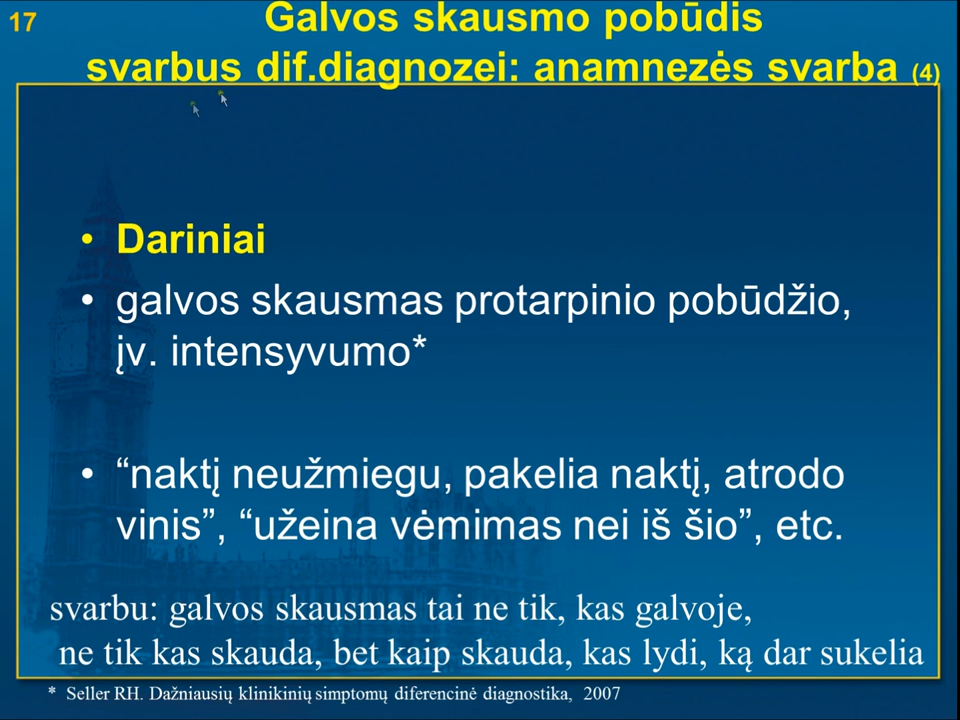 17
Galvos skausmo pobūdis
svarbus dif.diagnozei: anamnezės svarba (4)
• Dariniai
• galvos skausmas protarpinio pobūdžio,
įv. intensyvumo*
• “naktį neužmiegu, pakelia naktį, atrodo
vinis”, “užeina vėmimas nei iš šio”, etc.
svarbu: galvos skausmas tai ne tik, kas galvoje,
ne tik kas skauda, bet kaip skauda, kas lydi, ką dar sukelia
* Seller RH. Dažniausių klinikinių simptomų diferencinė diagnostika, 2007